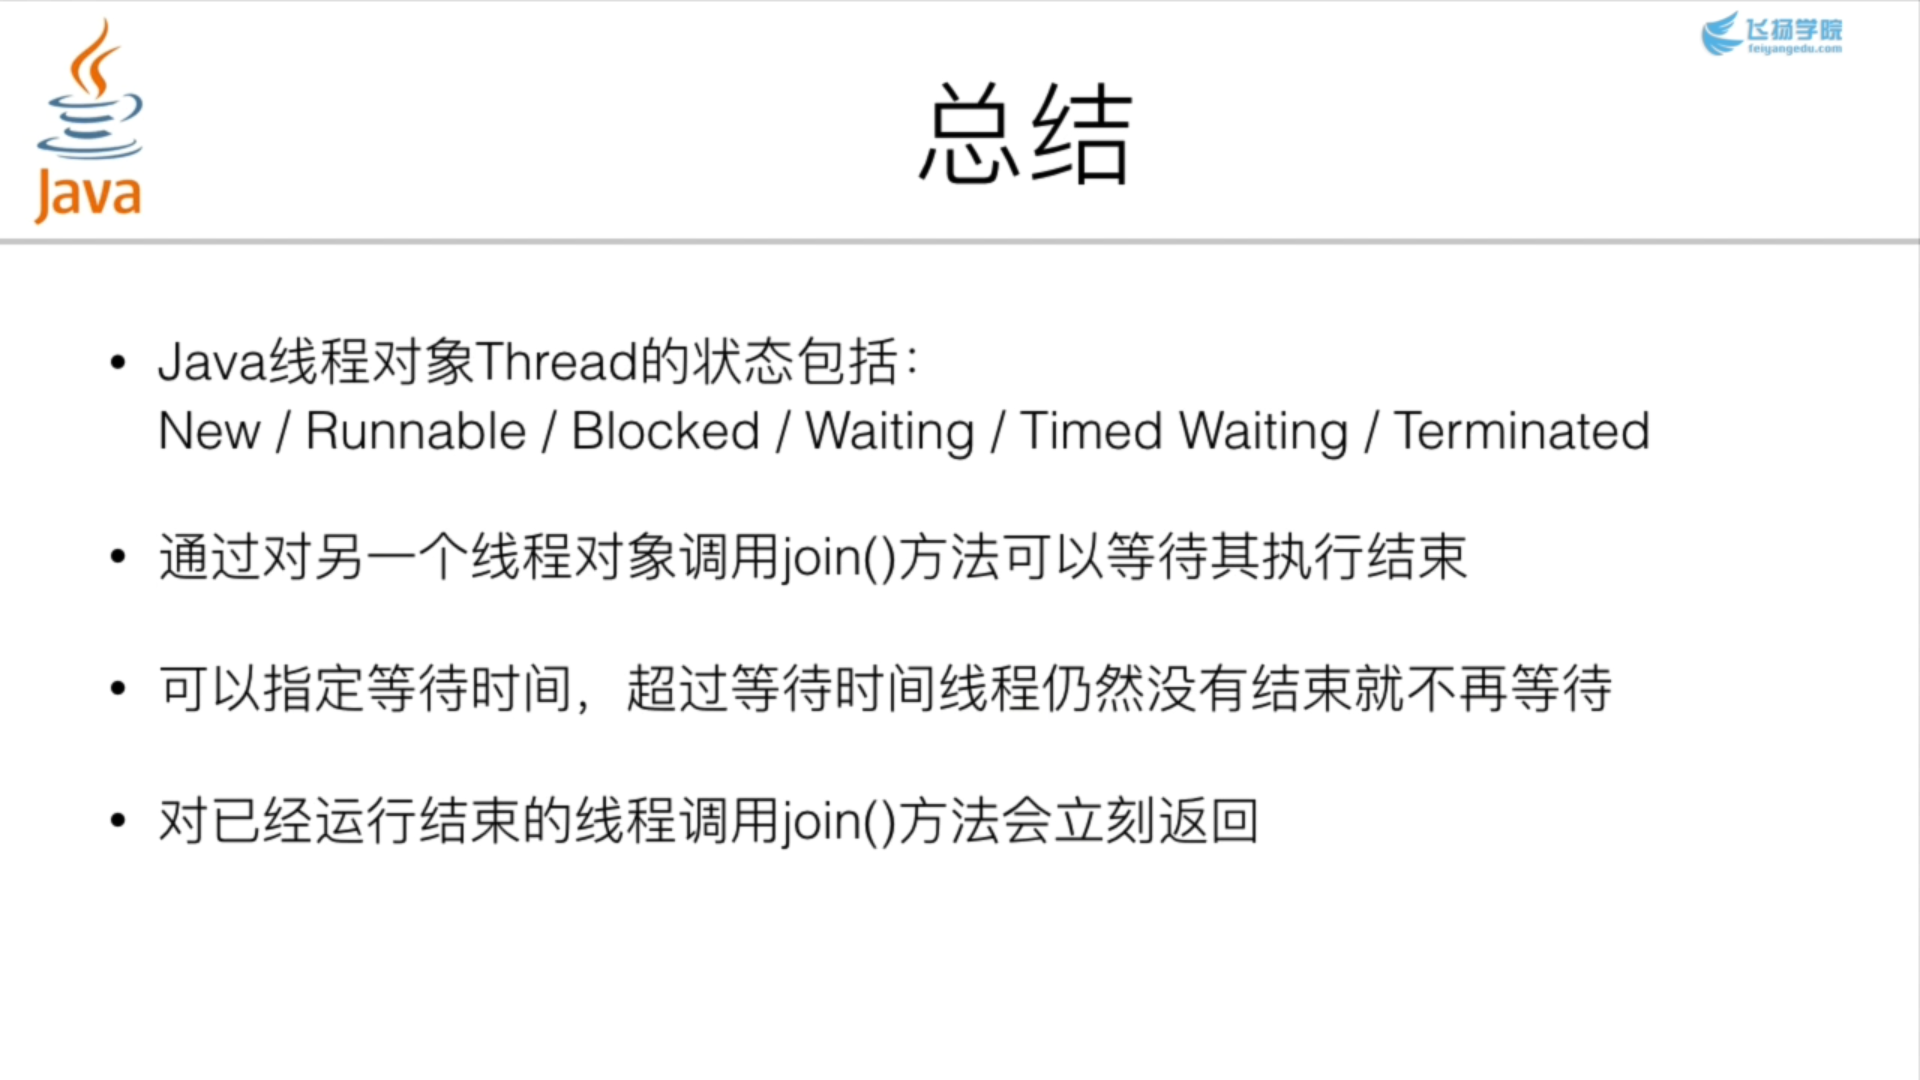 Java
飞扬学院
feiyangedu.com
总结
• Java线程对象Thread的状态包括：
New / Runnable / Blocked / Waiting / Timed Waiting / Terminated
• 通过对另一个线程对象调用join()方法可以等待其执行结束
• 可以指定等待时间，超过等待时间线程仍然没有结束就不再等待
• 对已经运行结束的线程调用join()方法会立刻返回